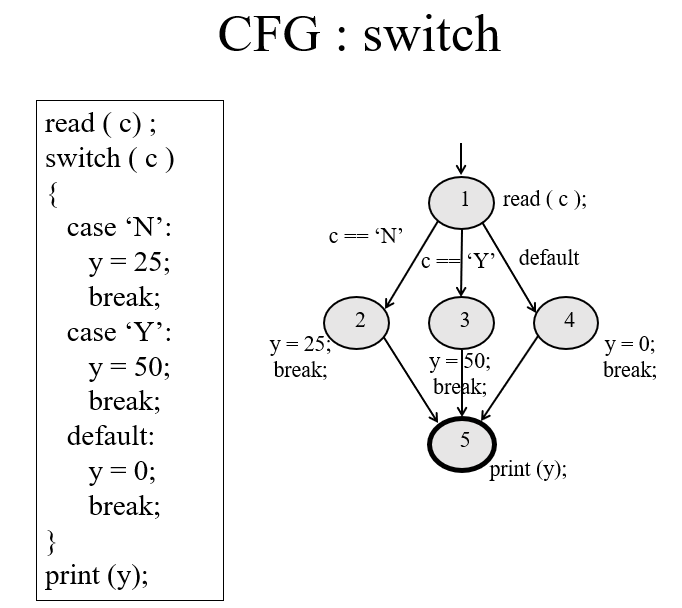 CFG : switch
read ( c) ;
switch ( c )
{
case ‘N’:
y = 25;
break;
case ‘Y’:
y = 50;
break;
default:
y = 0;
break;
}
print (y);
1
read ( c );
c == ‘N’
c == ‘Y’
default
2
3
4
y = 25;
break;
y = 50;
break;
y = 0;
break;
5
print (y);